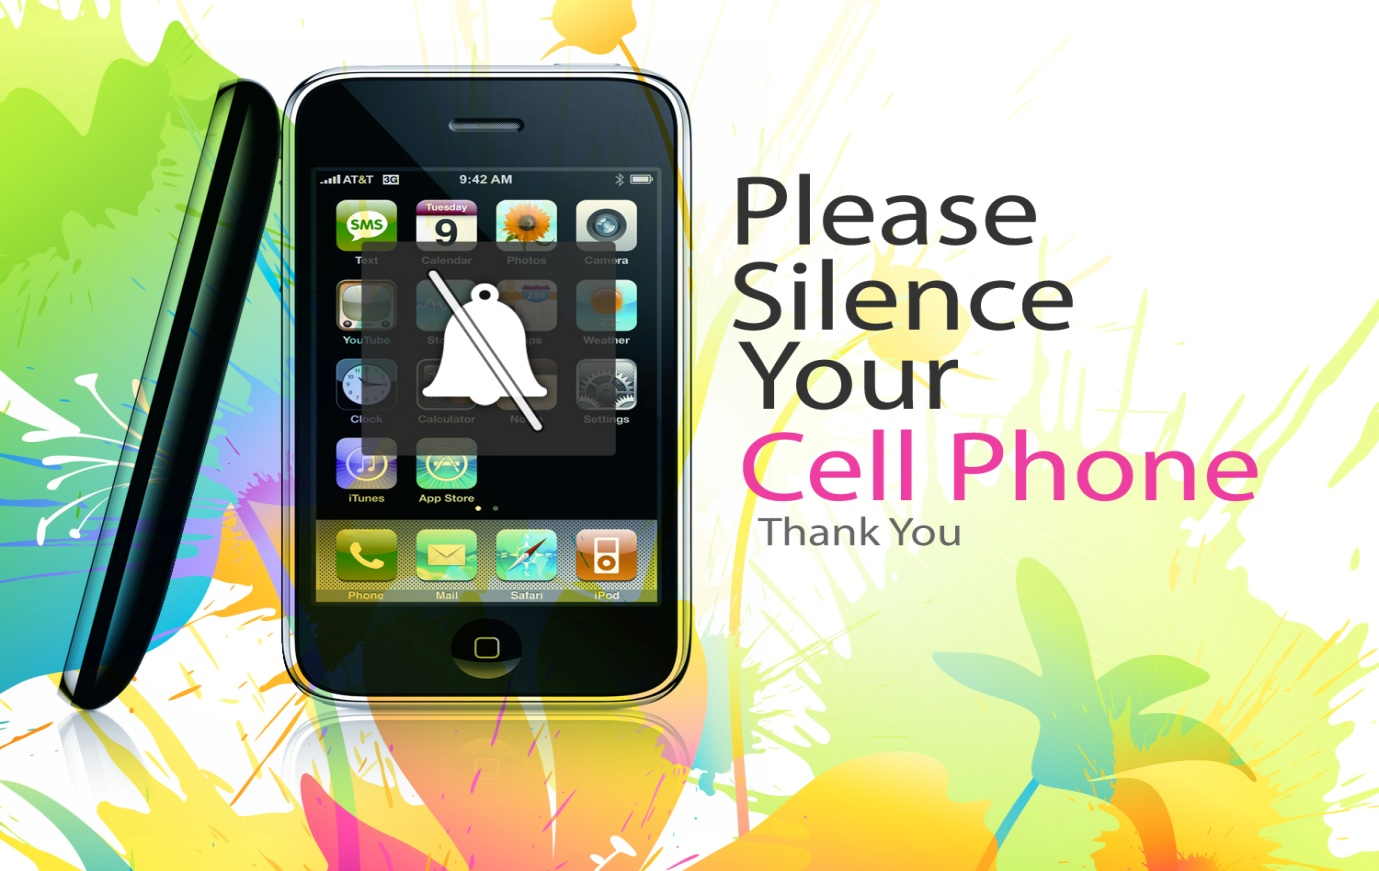 AT&T 3G 9:42 AM
SMS Tuesday 9
Text Calendar Photos Camera
280
YouTube Weather
Clock Calculator Settings
iTunes App Store
Phone Mail Safari iPod
Please
Silence
Your
Cell Phone
Thank You